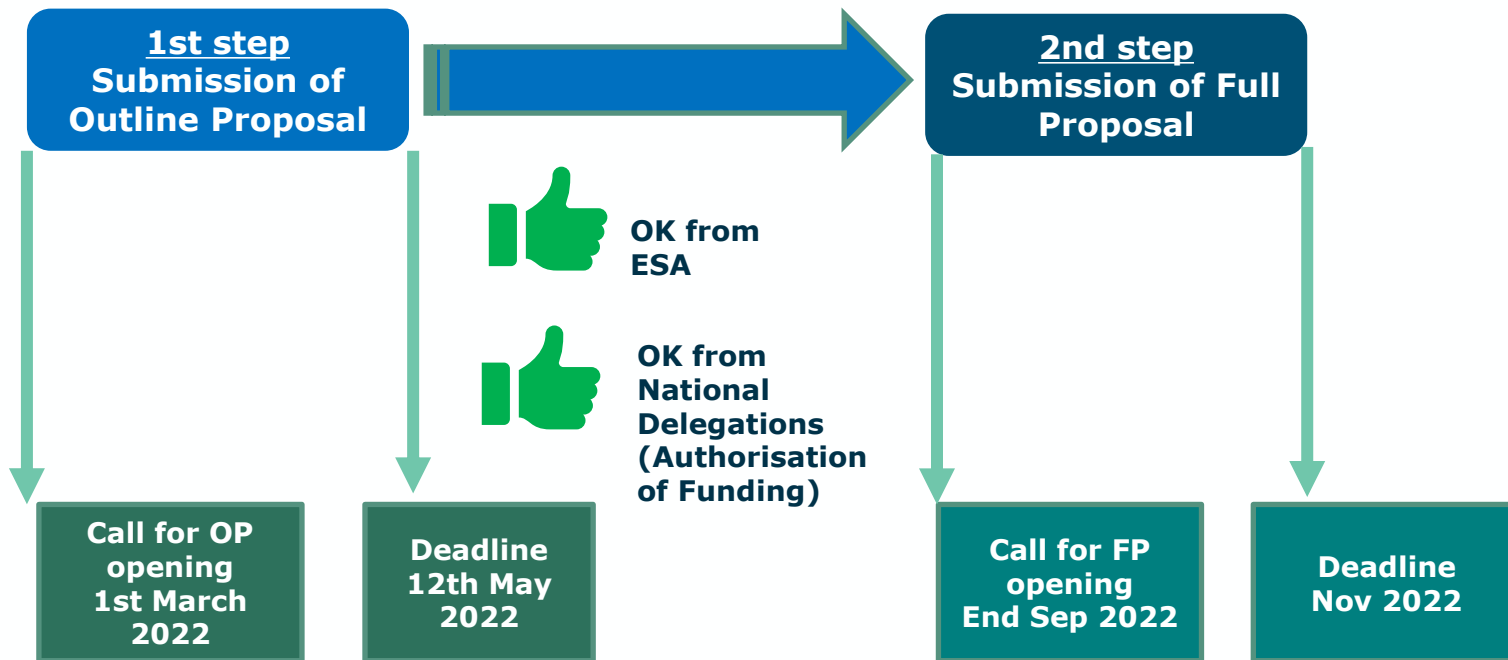 1st step
Submission of
Outline Proposal
2nd step
Submission of Full
Proposal
OK from
ESA
OK from
National
Delegations
(Authorisation
of Funding)
Call for OP
opening
1st March
2022
Deadline
12th May
2022
Call for FP
opening
End Sep 2022
Deadline
Nov 2022